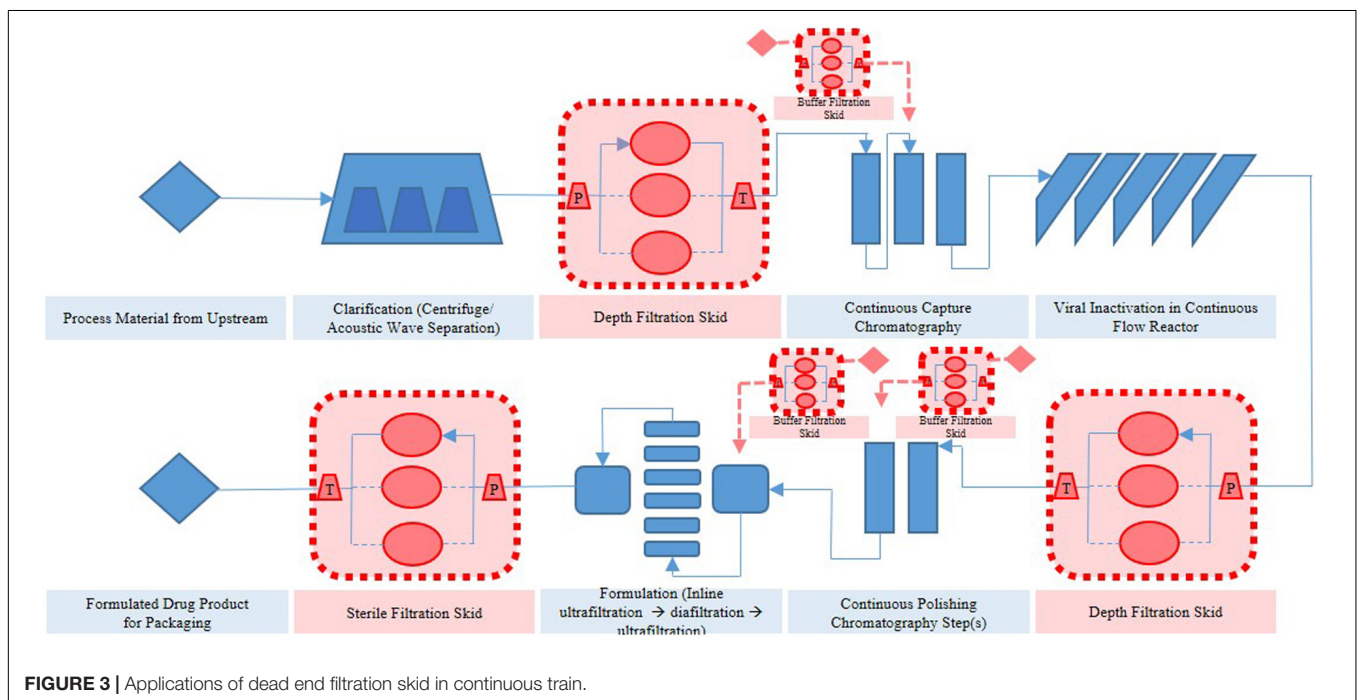 Buffer Filtration
Skid
P
T
Process Material from Upstream
Clarification (Centrifuge/
Acoustic Wave Separation)
Depth Filtration Skid
Continuous Capture
Chromatography
Viral Inactivation in Continuous
Flow Reactor
Buffer Filtration
Skid
Buffer Filtration
Skid
T
P
T
P
Formulated Drug Product
for Packaging
Sterile Filtration Skid
Formulation (Inline
ultrafiltration → diafiltration →
ultrafiltration)
Continuous Polishing
Chromatography Step(s)
Depth Filtration Skid
FIGURE 3 | Applications of dead end filtration skid in continuous train.